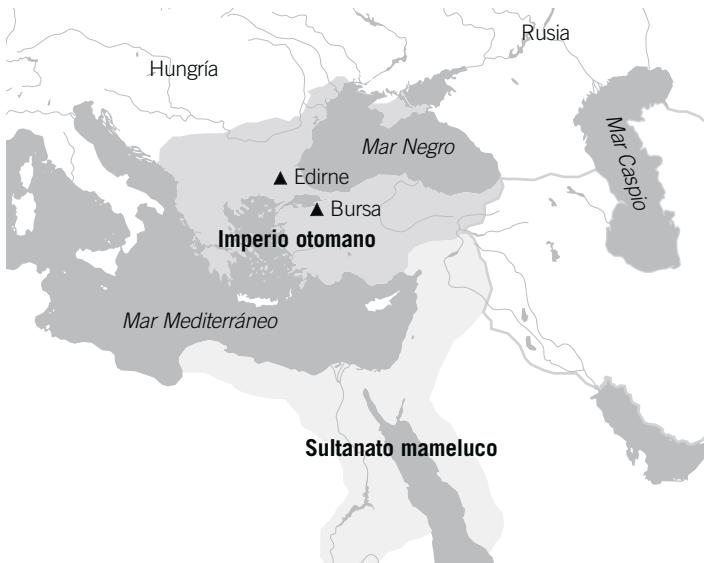 Rusia
Hungría
Mar Caspio
Mar Negro
Edirne
Bursa
Imperio otomano
Mar Mediterráneo
Sultanato mameluco